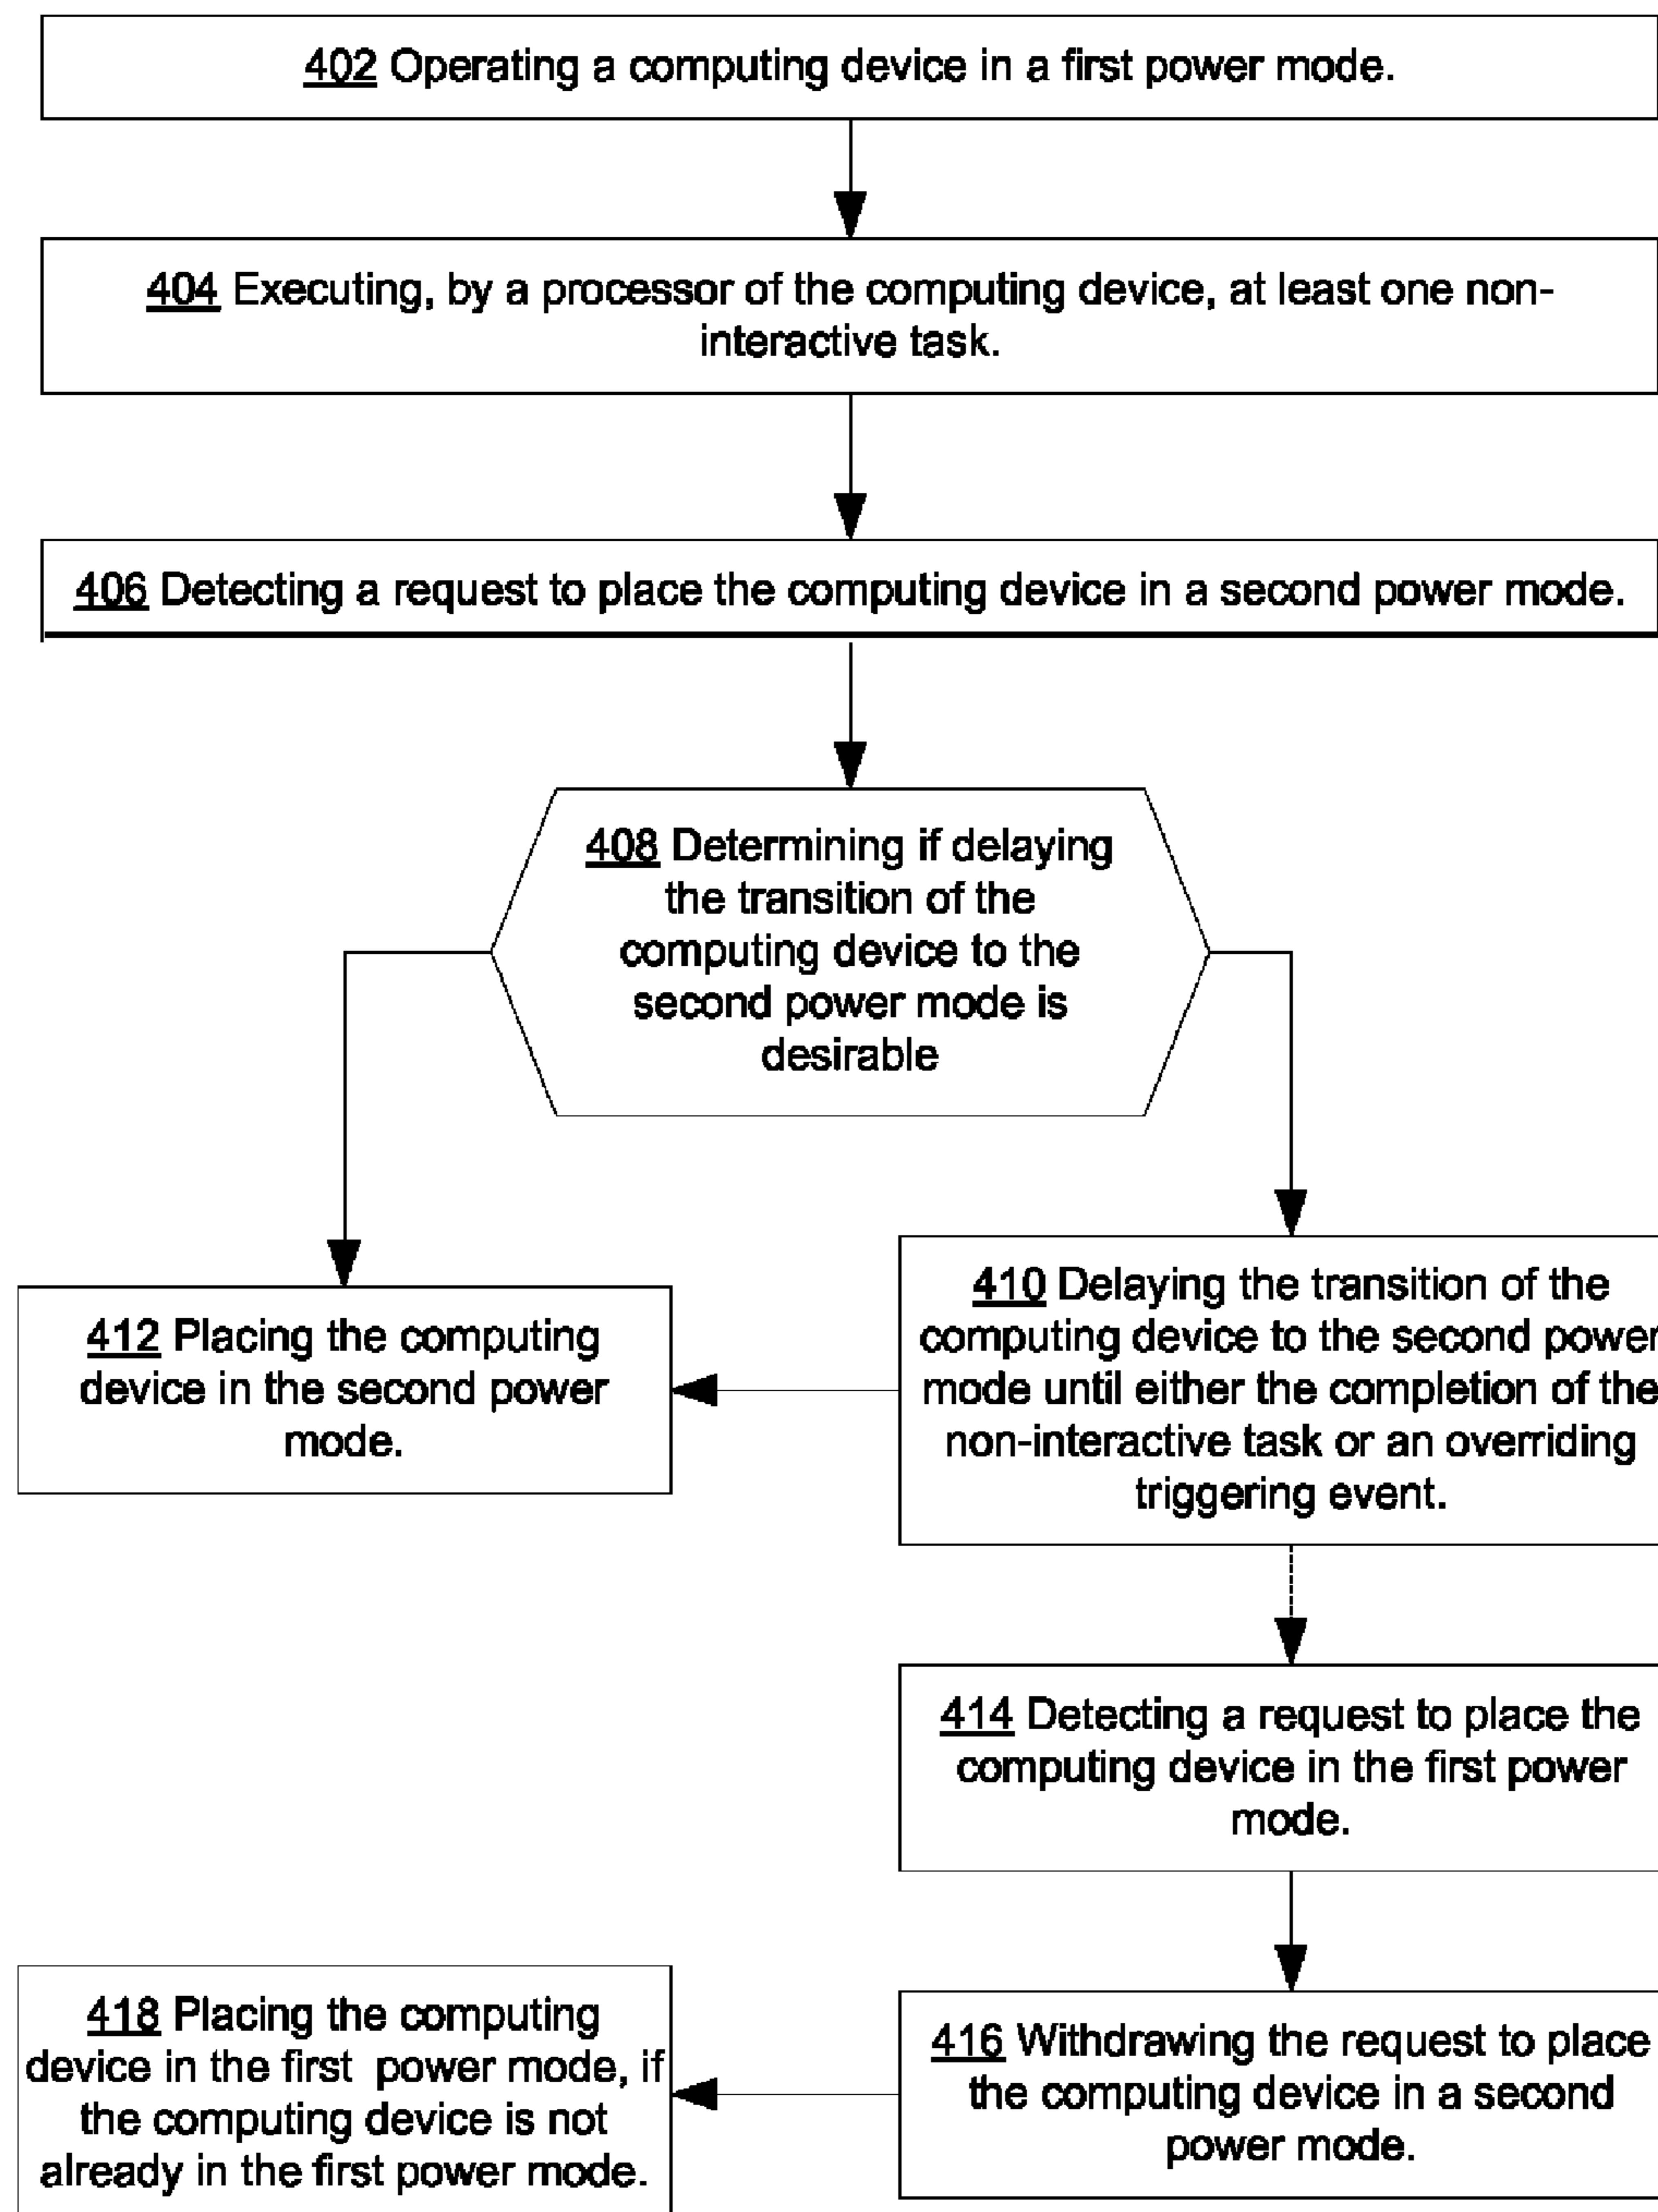 402 Operating a computing device in a first power mode.
404 Executing, by a processor of the computing device, at least one non-
interactive task.
406 Detecting a request to place the computing device in a second power mode.
408 Determining if delaying
the transition of the
computing device to the
second power mode is
desirable
410 Delaying the transition of the
computing device to the second power
mode until either the completion of the
non-interactive task or an overriding
triggering event.
412 Placing the computing
device in the second power
mode.
414 Detecting a request to place the
computing device in the first power
mode.
416 Withdrawing the request to place
the computing device in a second
power mode.
418 Placing the computing
device in the first power mode, if
the computing device is not
already in the first power mode.